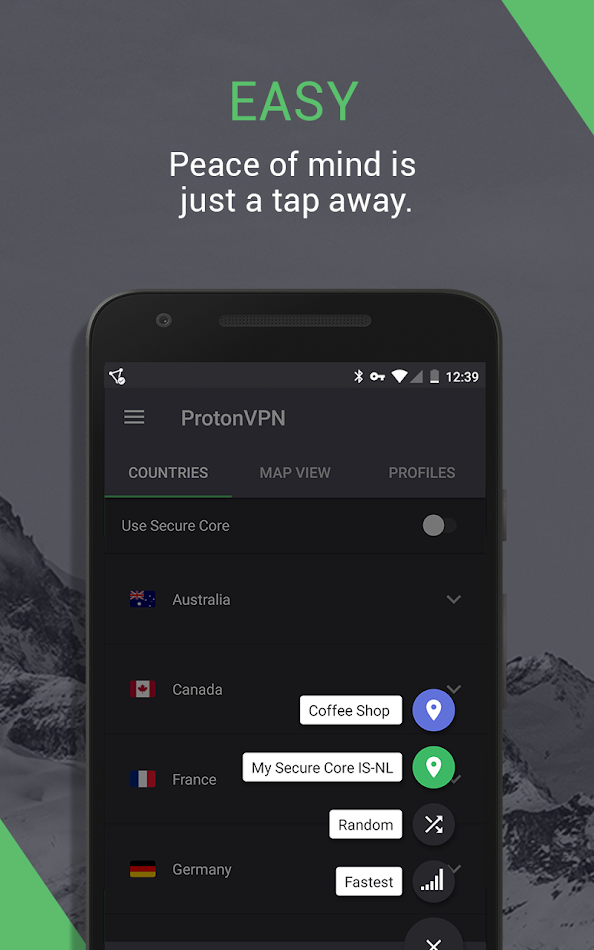 EASY
Peace of mind is
just a tap away.
12:39
ProtonVPN
COUNTRIES MAP VIEW PROFILES
Use Secure Core
Australia
Canada
Coffee Shop
My Secure Core IS-NL
France
Random
Germany
Fastest